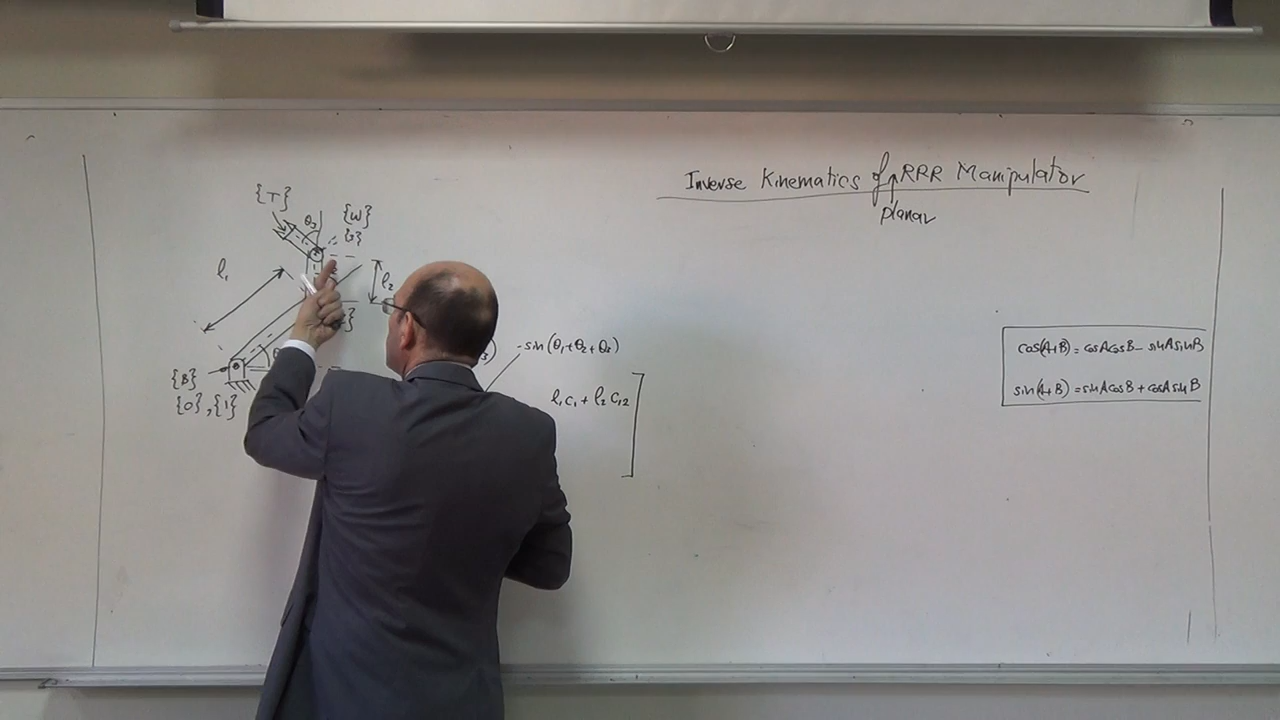 Inverse Kinematics of RRR Manipulator
planar
{T}
θ3
{W}
{3}
l1
l2
{B}
{0},{1}
-sin(θ1+θ2+θ3)
l1c1 + l2c12
cos(A+B)=cosAcosB-sinAsinB
sin(A+B)=sinAcosB+cosAsinB